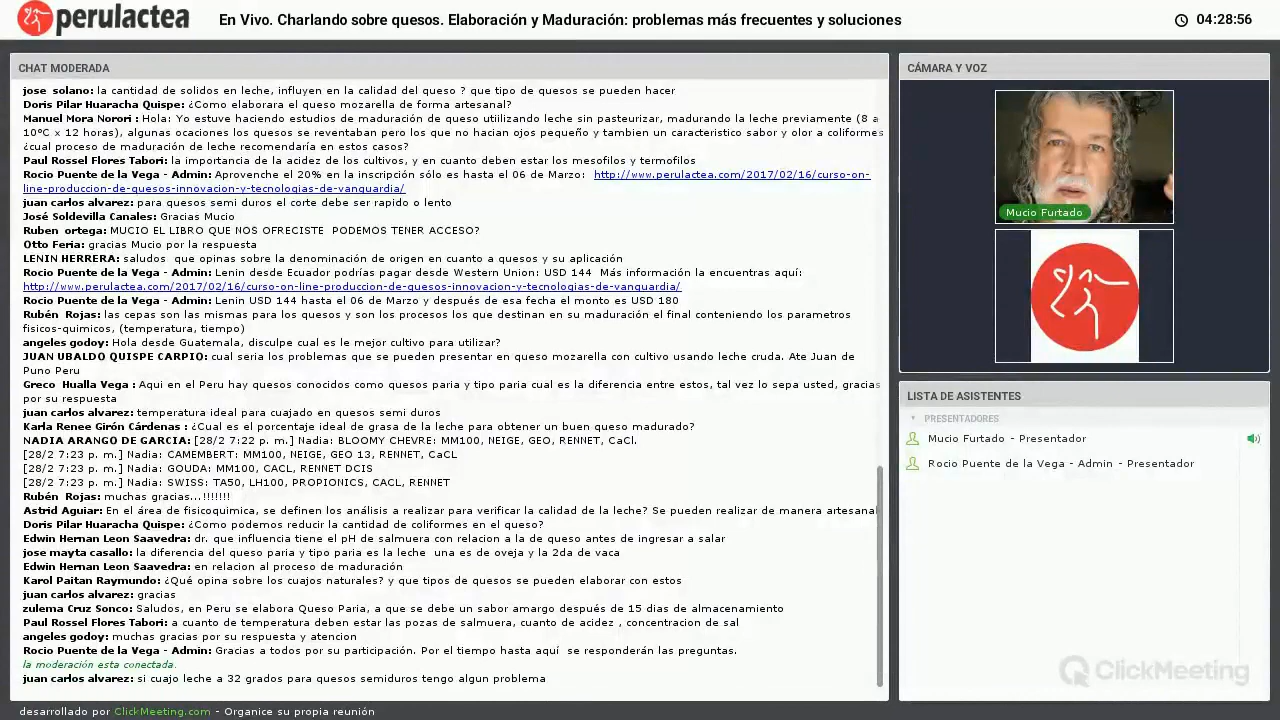 perulactea
En Vivo. Charlando sobre quesos. Elaboración y Maduración: problemas más frecuentes y soluciones
04:28:56
CHAT MODERADA
jose solano: la cantidad de solidos en leche, influyen en la calidad del queso ? que tipo de quesos se pueden hacer
Doris Pilar Huaracha Quispe: ¿Como elaborara el queso mozarella de forma artesanal?
Manuel Mora Norori : Hola: Yo estuve haciendo estudios de maduración de queso utiilizando leche sin pasteurizar, madurando la leche previamente (8 a
10ºC x 12 horas), algunas ocaciones los quesos se reventaban pero los que no hacian ojos pequeño y tambien un caracteristico sabor y olor a coliformes
¿cual proceso de maduración de leche recomendaría en estos casos?
Paul Rossel Flores Tabori: la importancia de la acidez de los cultivos, y en cuanto deben estar los mesofilos y termofilos
Rocio Puente de la Vega - Admin: Aprovenche el 20% en la inscripción sólo es hasta el 06 de Marzo: http://www.perulactea.com/2017/02/16/curso-on-
line-produccion-de-quesos-innovacion-y-tecnologias-de-vanguardia/
juan carlos alvarez: para quesos semi duros el corte debe ser rapido o lento
José Soldevilla Canales: Gracias Mucio
Ruben ortega: MUCIO EL LIBRO QUE NOS OFRECISTE PODEMOS TENER ACCESO?
Otto Feria: gracias Mucio por la respuesta
LENIN HERRERA: saludos que opinas sobre la denominación de origen en cuanto a quesos y su aplicación
Rocio Puente de la Vega - Admin: Lenin desde Ecuador podrías pagar desde Western Union: USD 144 Más información la encuentras aquí:
http://www.perulactea.com/2017/02/16/curso-on-line-produccion-de-quesos-innovacion-y-tecnologias-de-vanguardia/
Rocio Puente de la Vega - Admin: Lenin USD 144 hasta el 06 de Marzo y después de esa fecha el monto es USD 180
Rubén Rojas: las cepas son las mismas para los quesos y son los procesos los que destinan en su maduración el final conteniendo los parametros
fisicos-quimicos, (temperatura, tiempo)
angeles godoy: Hola desde Guatemala, disculpe cual es le mejor cultivo para utilizar?
JUAN UBALDO QUISPE CARPIO: cual seria los problemas que se pueden presentar en queso mozarella con cultivo usando leche cruda. Ate Juan de
Puno Peru
Greco Hualla Vega : Aqui en el Peru hay quesos conocidos como quesos paria y tipo paria cual es la diferencia entre estos, tal vez lo sepa usted, gracias
por su respuesta
juan carlos alvarez: temperatura ideal para cuajado en quesos semi duros
Karla Renee Girón Cárdenas : ¿Cual es el porcentaje ideal de grasa de la leche para obtener un buen queso madurado?
NADIA ARANGO DE GARCIA: [28/2 7:22 p. m.] Nadia: BLOOMY CHEVRE: MM100, NEIGE, GEO, RENNET, CaCl.
[28/2 7:23 p. m.] Nadia: CAMEMBERT: MM100, NEIGE, GEO 13, RENNET, CaCL
[28/2 7:23 p. m.] Nadia: GOUDA: MM100, CACL, RENNET DCIS
[28/2 7:23 p. m.] Nadia: SWISS: TA50, LH100, PROPIONICS, CACL, RENNET
Rubén Rojas: muchas gracias...!!!!!!!
Astrid Aguiar: En el área de fisicoquimica, se definen los análisis a realizar para verificar la calidad de la leche? Se pueden realizar de manera artesanal
Doris Pilar Huaracha Quispe: ¿Como podemos reducir la cantidad de coliformes en el queso?
Edwin Hernan Leon Saavedra: dr. que influencia tiene el pH de salmuera con relacion a la de queso antes de ingresar a salar
jose mayta casallo: la diferencia del queso paria y tipo paria es la leche una es de oveja y la 2da de vaca
Edwin Hernan Leon Saavedra: en relacion al proceso de maduración
Karol Paitan Raymundo: ¿Qué opina sobre los cuajos naturales? y que tipos de quesos se pueden elaborar con estos
juan carlos alvarez: gracias
zulema Cruz Sonco: Saludos, en Peru se elabora Queso Paria, a que se debe un sabor amargo después de 15 dias de almacenamiento
Paul Rossel Flores Tabori: a cuanto de temperatura deben estar las pozas de salmuera, cuanto de acidez , concentracion de sal
angeles godoy: muchas gracias por su respuesta y atencion
Rocio Puente de la Vega - Admin: Gracias a todos por su participación. Por el tiempo hasta aquí se responderán las preguntas.
la moderación esta conectada.
juan carlos alvarez: si cuajo leche a 32 grados para quesos semiduros tengo algun problema
CÁMARA Y VOZ
Mucio Furtado
LISTA DE ASISTENTES
PRESENTADORES
Mucio Furtado - Presentador
Rocio Puente de la Vega - Admin - Presentador
ClickMeeting
desarrollado por ClickMeeting.com - Organice su propia reunión